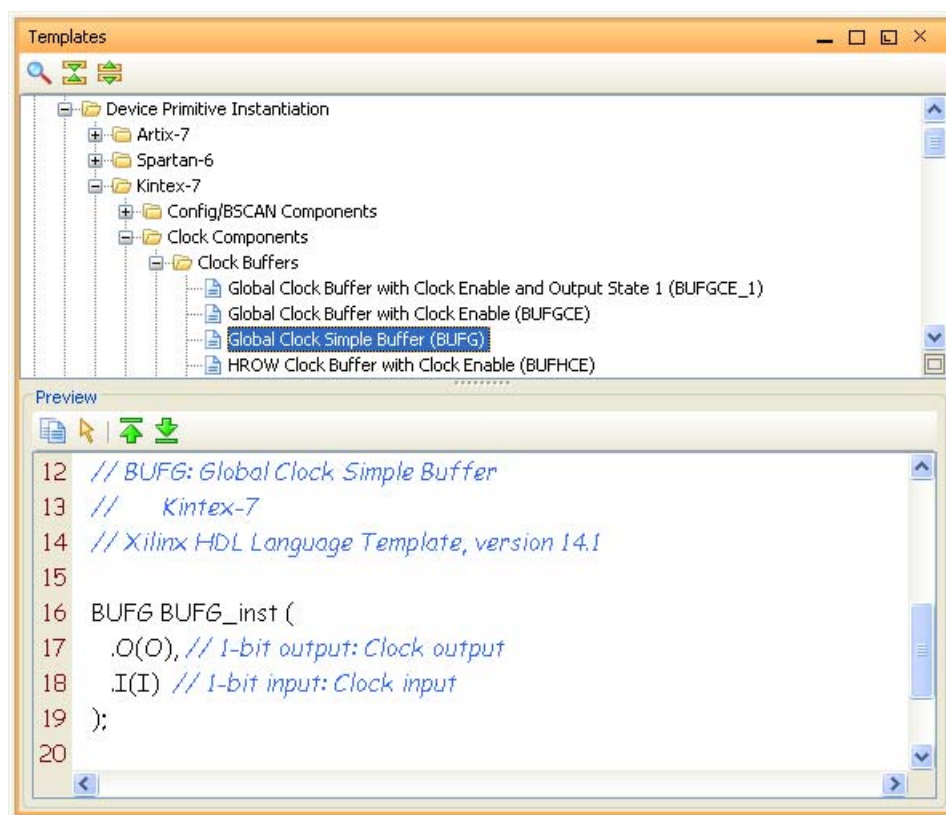 Templates
Device Primitive Instantiation
Artix-7
Spartan-6
Kintex-7
Config/BSCAN Components
Clock Components
Clock Buffers
Global Clock Buffer with Clock Enable and Output State 1 (BUFGCE_1)
Global Clock Buffer with Clock Enable (BUFGCE)
Global Clock Simple Buffer (BUFG)
HROW Clock Buffer with Clock Enable (BUFHCE)
Preview
12 // BUFG: Global Clock Simple Buffer
13 // Kintex-7
14 // Xilinx HDL Language Template, version 14.1
15
16 BUFG BUFG_inst (
17 .O(O), // 1-bit output: Clock output
18 .I(I) // 1-bit input: Clock input
19 );
20